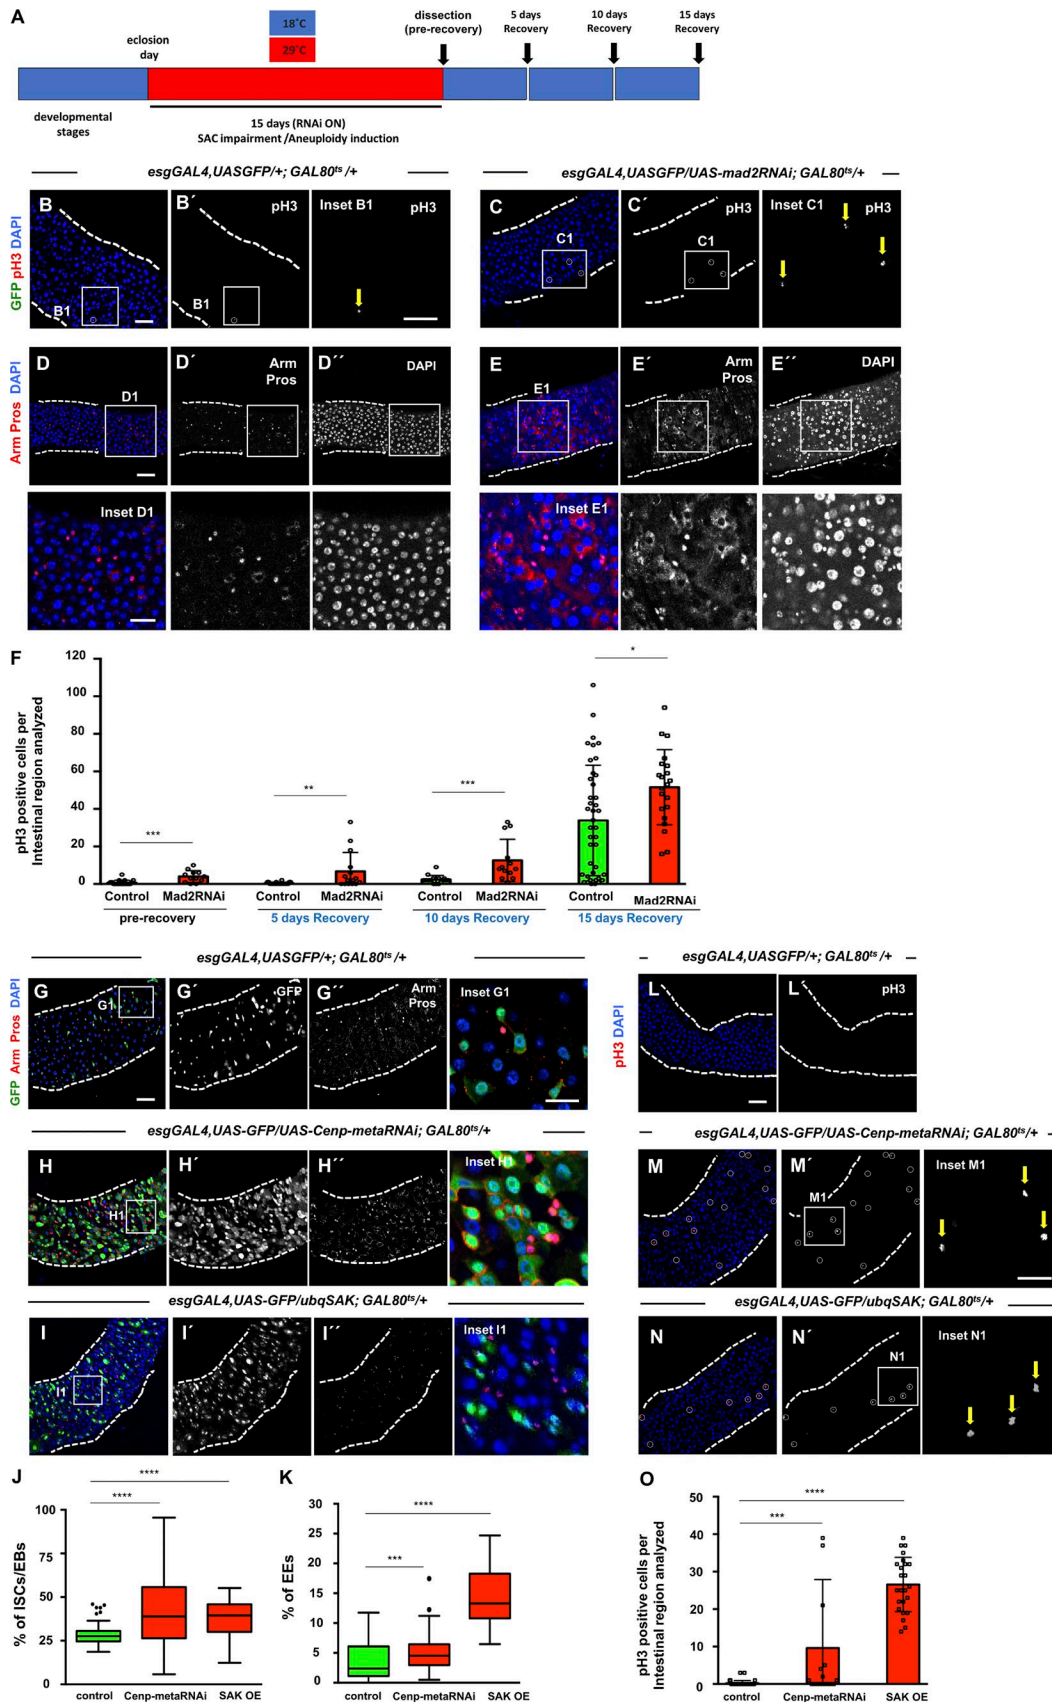 A
18˚C
29˚C
eclosion
day
dissection
(pre-recovery)
5 days
Recovery
10 days
Recovery
15 days
Recovery
developmental
stages
15 days (RNAi ON)
SAC impairment /Aneuploidy induction
esgGAL4,UASGFP/+; GAL80ts/+
esgGAL4,UASGFP/UAS-mad2RNAi; GAL80ts/+
GFP pH3 DAPI
B
B1
B´
pH3
B1
Inset B1
pH3
C
C1
C´
pH3
C1
Inset C1
pH3
Arm Pros DAPI
D
D1
D´
Arm
Pros
D´´
DAPI
E
E1
E´
Arm
Pros
E´´
DAPI
Inset D1
Inset E1
F
pH3 positive cells per
Intestinal region analyzed
120
100
80
60
40
20
0
***
**
***
*
Control
Mad2RNAi
Control
Mad2RNAi
Control
Mad2RNAi
Control
Mad2RNAi
pre-recovery
5 days Recovery
10 days Recovery
15 days Recovery
esgGAL4,UASGFP/+; GAL80ts/+
esgGAL4,UASGFP/+; GAL80ts/+
GFP Arm Pros DAPI
G
G1
G´
GFP
G´´
Arm
Pros
Inset G1
pH3 DAPI
L
L´
pH3
esgGAL4,UAS-GFP/UAS-Cenp-metaRNAi; GAL80ts/+
esgGAL4,UAS-GFP/UAS-Cenp-metaRNAi; GAL80ts/+
H
H1
H´
H´´
Inset H1
M
M´
M1
Inset M1
esgGAL4,UAS-GFP/ubqSAK; GAL80ts/+
esgGAL4,UAS-GFP/ubqSAK; GAL80ts/+
I
I1
I´
I´´
Inset I1
N
N´
N1
Inset N1
J
% of ISCs/EBs
100
75
50
25
0
****
****
control
Cenp-metaRNAi
SAK OE
K
% of EEs
30
25
20
15
10
5
0
****
***
control
Cenp-metaRNAi
SAK OE
O
pH3 positive cells per
Intestinal region analyzed
50
40
30
20
10
0
****
***
control
Cenp-metaRNAi
SAK OE